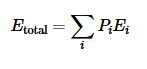 E_total = ∑_i P_i E_i